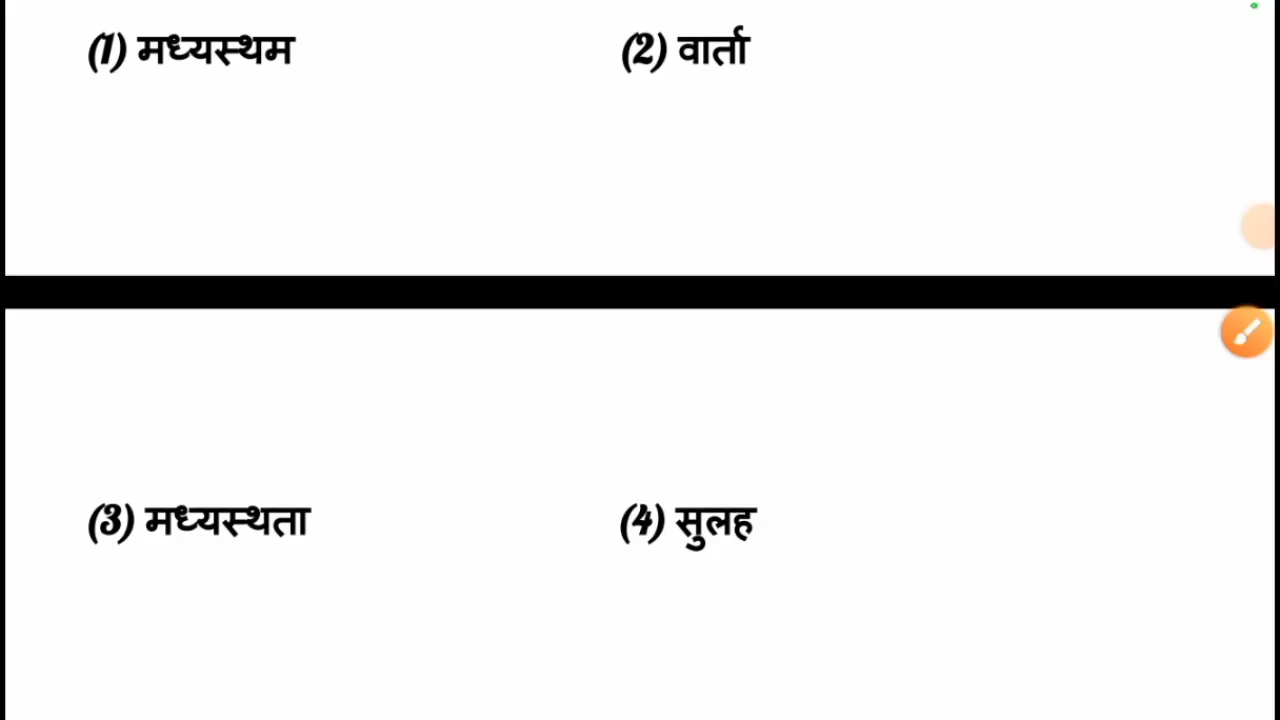 (1) मध्यस्थम (2) वार्ता
(3) मध्यस्थता (4) सुलह